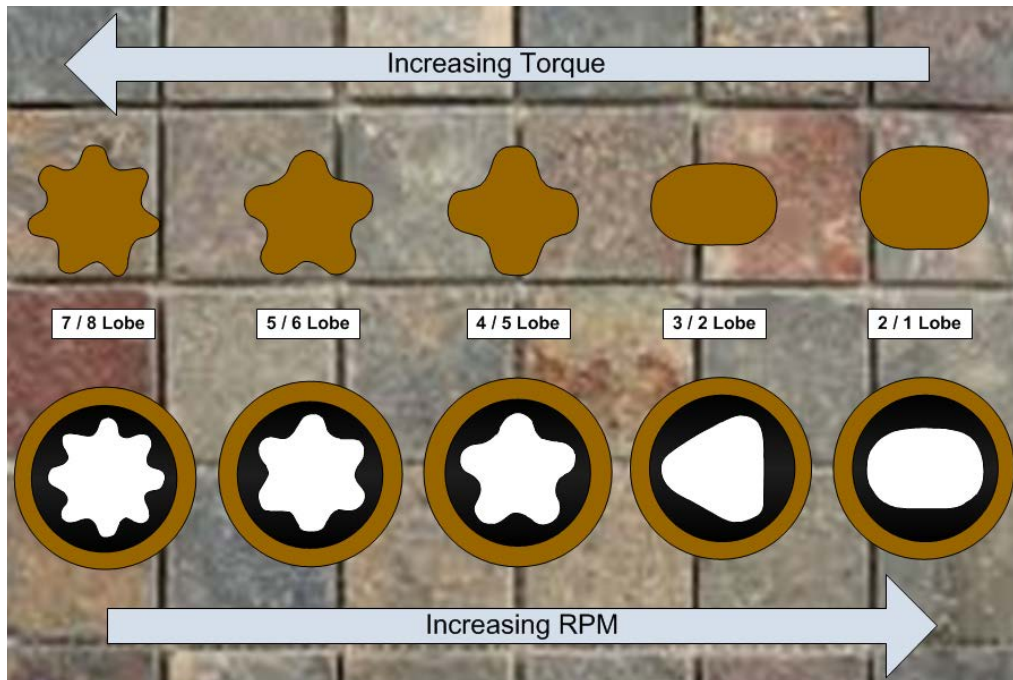 Increasing Torque
7 / 8 Lobe
5 / 6 Lobe
4 / 5 Lobe
3 / 2 Lobe
2 / 1 Lobe
Increasing RPM